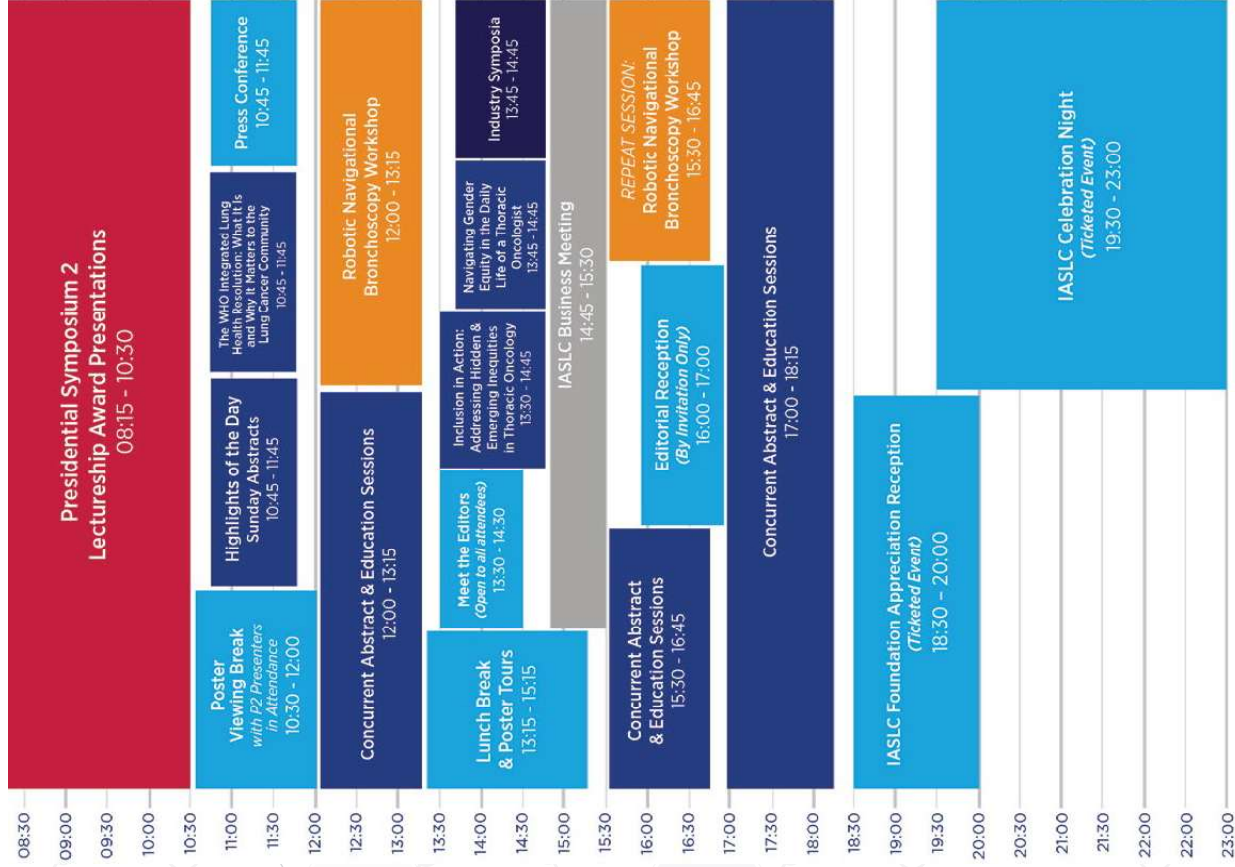 Presidential Symposium 2
Lectureship Award Presentations
08:15 - 10:30
Poster
Viewing Break
with P2 Presenters
in Attendance
10:30 - 12:00
Highlights of the Day
Sunday Abstracts
10:45 - 11:45
The WHO Integrated Lung
Health Resolution: What It Is
and Why It Matters to the
Lung Cancer Community
10:45 - 11:45
Press Conference
10:45 - 11:45
Concurrent Abstract & Education Sessions
12:00 - 13:15
Robotic Navigational
Bronchoscopy Workshop
12:00 - 13:15
Lunch Break
& Poster Tours
13:15 - 15:15
Meet the Editors
(Open to all attendees)
13:30 - 14:30
Inclusion in Action:
Addressing Hidden &
Emerging Inequities
in Thoracic Oncology
13:30 - 14:45
Navigating Gender
Equity in the Daily
Life of a Thoracic
Oncologist
13:45 - 14:45
Industry Symposia
13:45 - 14:45
IASLC Business Meeting
14:45 - 15:30
Concurrent Abstract
& Education Sessions
15:30 - 16:45
Editorial Reception
(By Invitation Only)
16:00 - 17:00
REPEAT SESSION:
Robotic Navigational
Bronchoscopy Workshop
15:30 - 16:45
Concurrent Abstract & Education Sessions
17:00 - 18:15
IASLC Foundation Appreciation Reception
(Ticketed Event)
18:30 – 20:00
IASLC Celebration Night
(Ticketed Event)
19:30 - 23:00
08:30
09:00
09:30
10:00
10:30
11:00
11:30
12:00
12:30
13:00
13:30
14:00
14:30
15:00
15:30
16:00
16:30
17:00
17:30
18:00
18:30
19:00
19:30
20:00
20:30
21:00
21:30
22:00
22:00
23:00